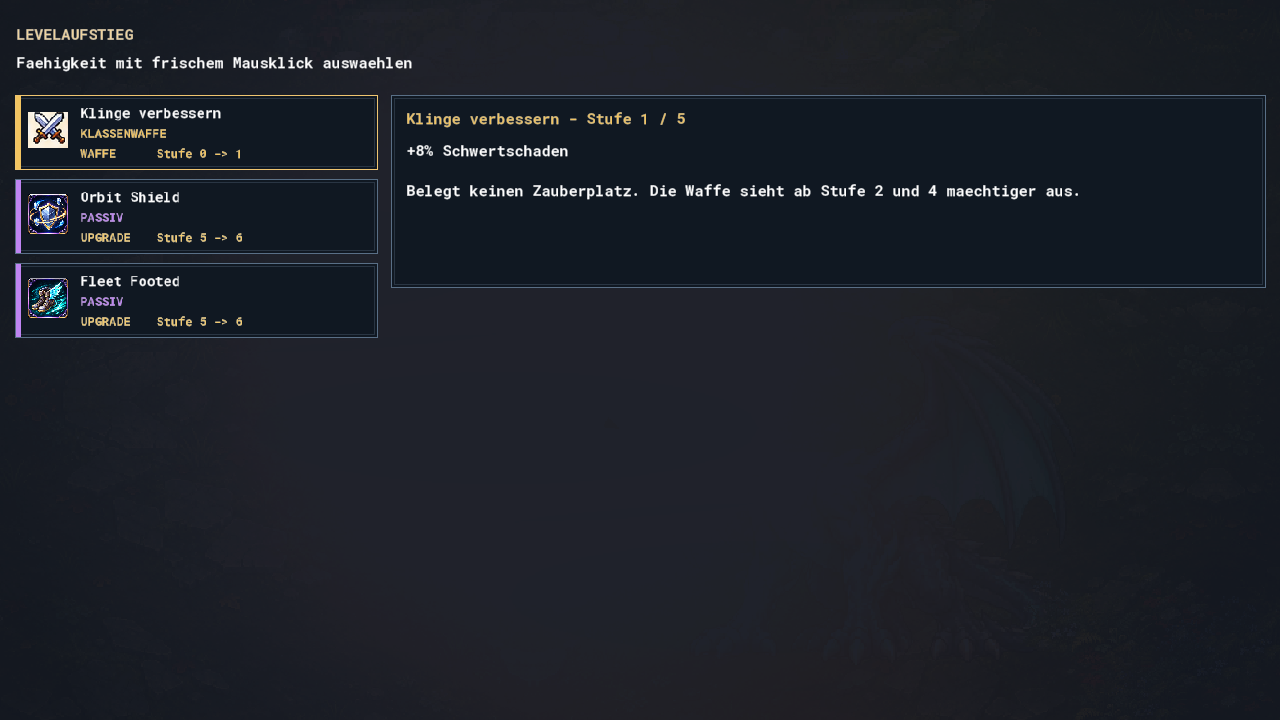 LEVELAUFSTIEG
Faehigkeit mit frischem Mausklick auswaehlen
Klinge verbessern
KLASSENWAFFE
WAFFE Stufe 0 -> 1
Orbit Shield
PASSIV
UPGRADE Stufe 5 -> 6
Fleet Footed
PASSIV
UPGRADE Stufe 5 -> 6
Klinge verbessern - Stufe 1 / 5
+8% Schwertschaden
Belegt keinen Zauberplatz. Die Waffe sieht ab Stufe 2 und 4 maechtiger aus.